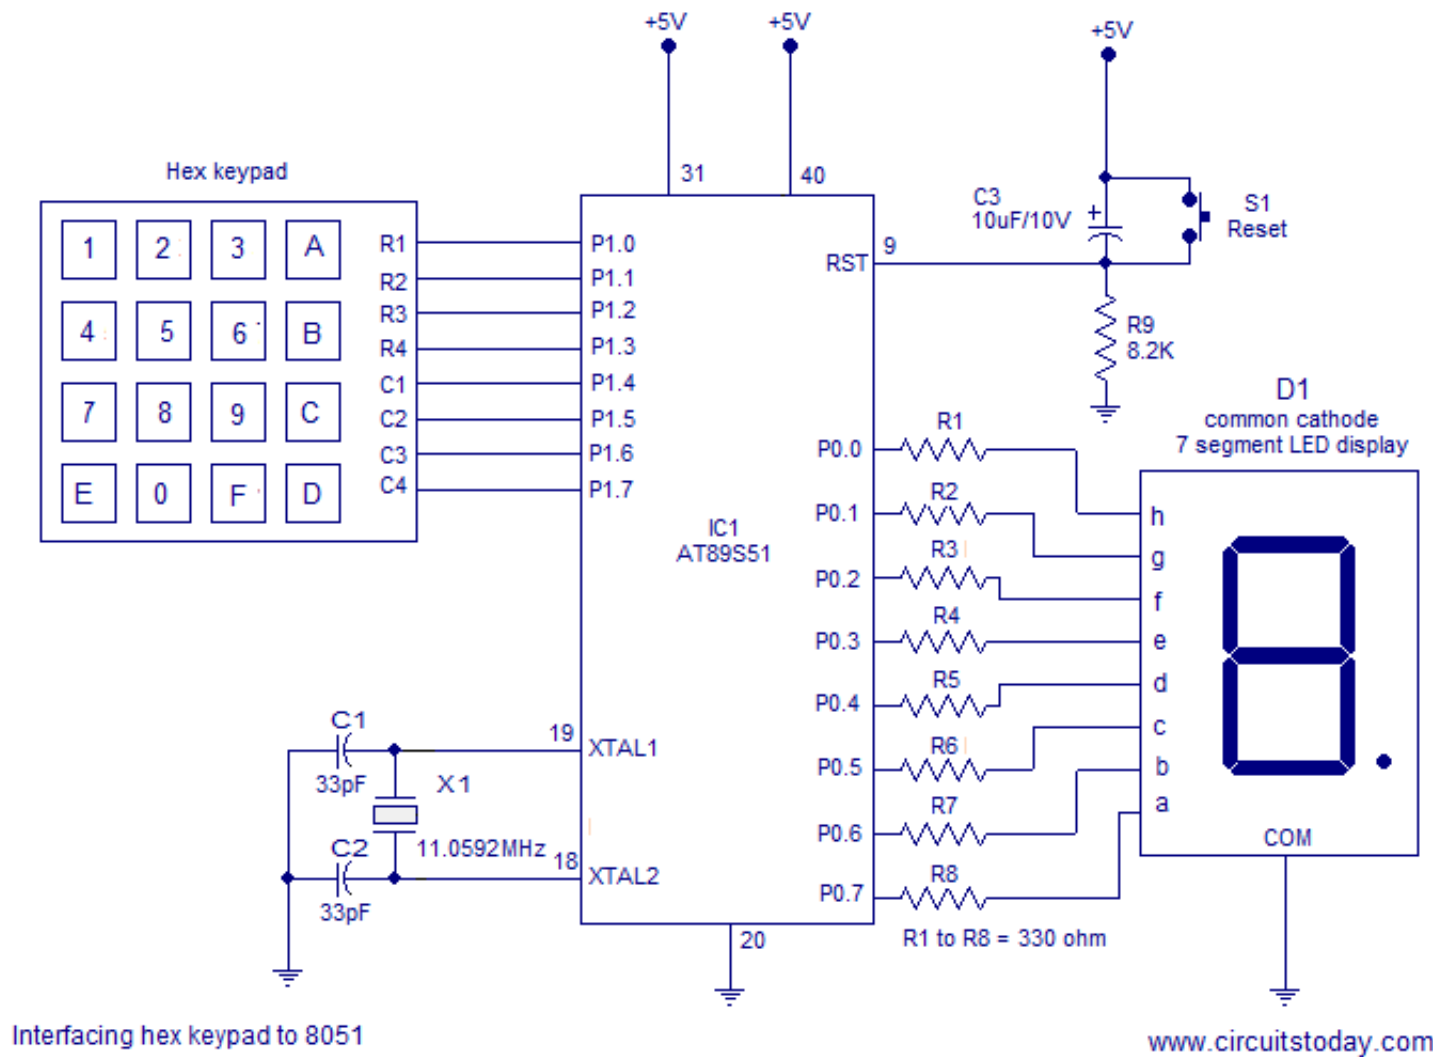 +5V
+5V
+5V
Hex keypad
31
40
C3
10uF/10V
S1
Reset
1 2 3 A
4 5 6 B
7 8 9 C
E 0 F D
R1
R2
R3
R4
C1
C2
C3
C4
P1.0
P1.1
P1.2
P1.3
P1.4
P1.5
P1.6
P1.7
RST
9
R9
8.2K
IC1
AT89S51
D1
common cathode
7 segment LED display
P0.0
P0.1
P0.2
P0.3
P0.4
P0.5
P0.6
P0.7
R1
R2
R3
R4
R5
R6
R7
R8
h
g
f
e
d
c
b
a
COM
C1
33pF
19
XTAL1
X1
11.0592MHz
C2
33pF
18
XTAL2
20
R1 to R8 = 330 ohm
Interfacing hex keypad to 8051
www.circuitstoday.com